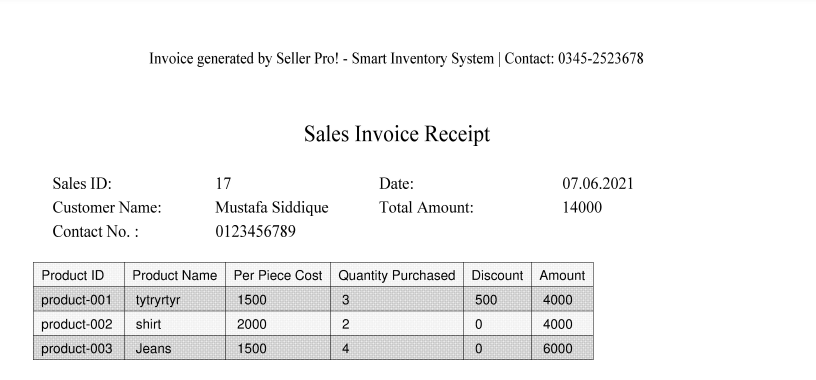 Invoice generated by Seller Pro! - Smart Inventory System | Contact: 0345-2523678
Sales Invoice Receipt
Sales ID: 17 Date: 07.06.2021
Customer Name: Mustafa Siddique Total Amount: 14000
Contact No. : 0123456789
Product ID Product Name Per Piece Cost Quantity Purchased Discount Amount
product-001 tytryrtyr 1500 3 500 4000
product-002 shirt 2000 2 0 4000
product-003 Jeans 1500 4 0 6000